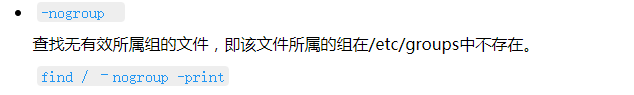 -nogroup
查找无有效所属组的文件，即该文件所属的组在/etc/groups中不存在。
find / －nogroup -print